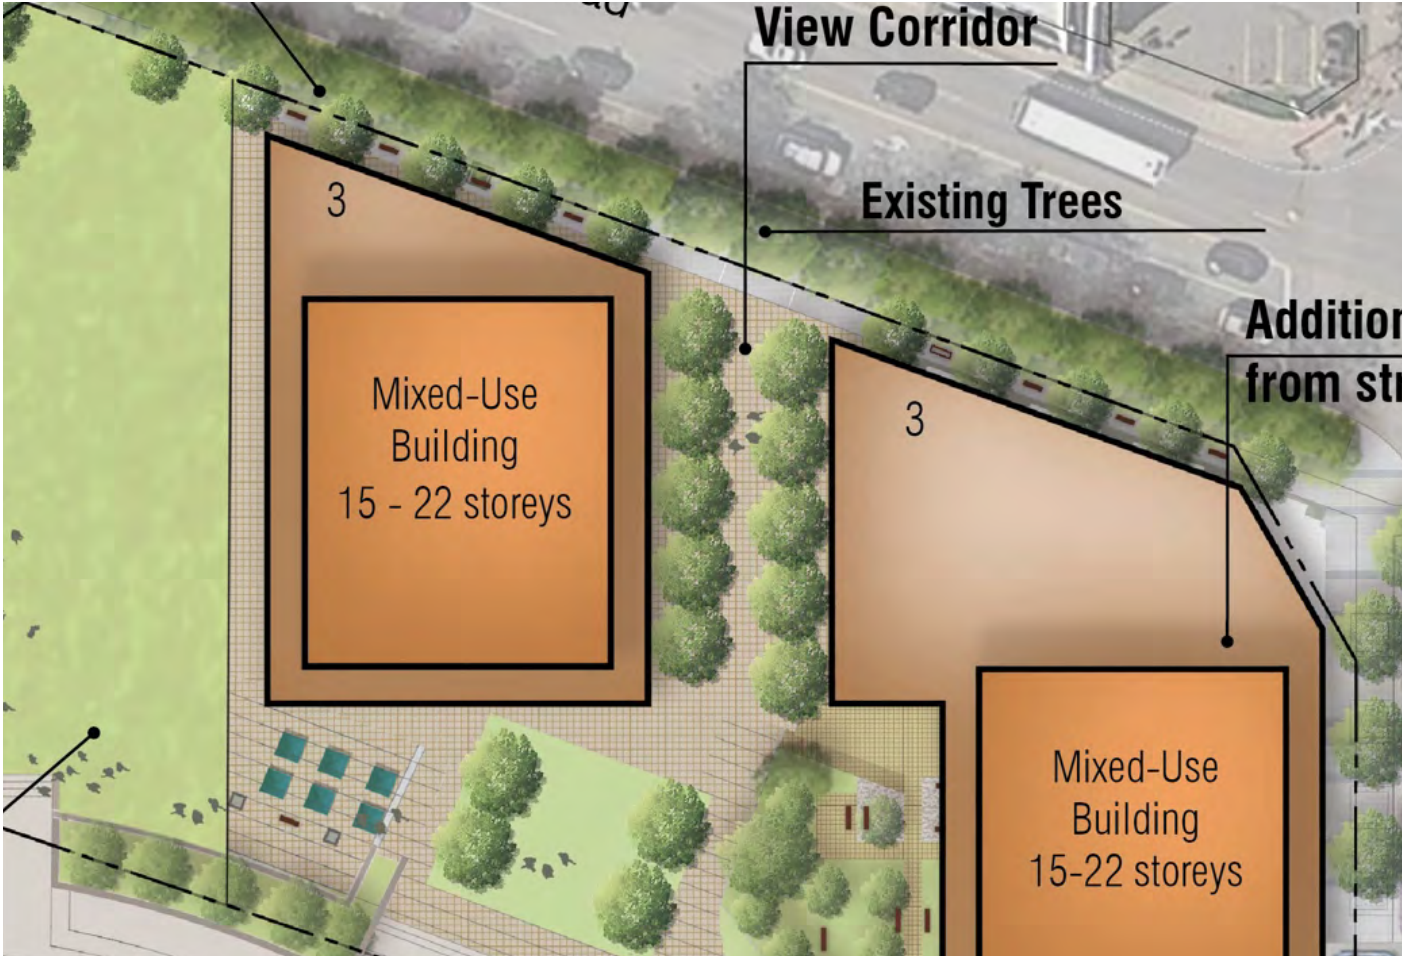 View Corridor
Existing Trees
3
Mixed-Use
Building
15 - 22 storeys
3
Mixed-Use
Building
15-22 storeys